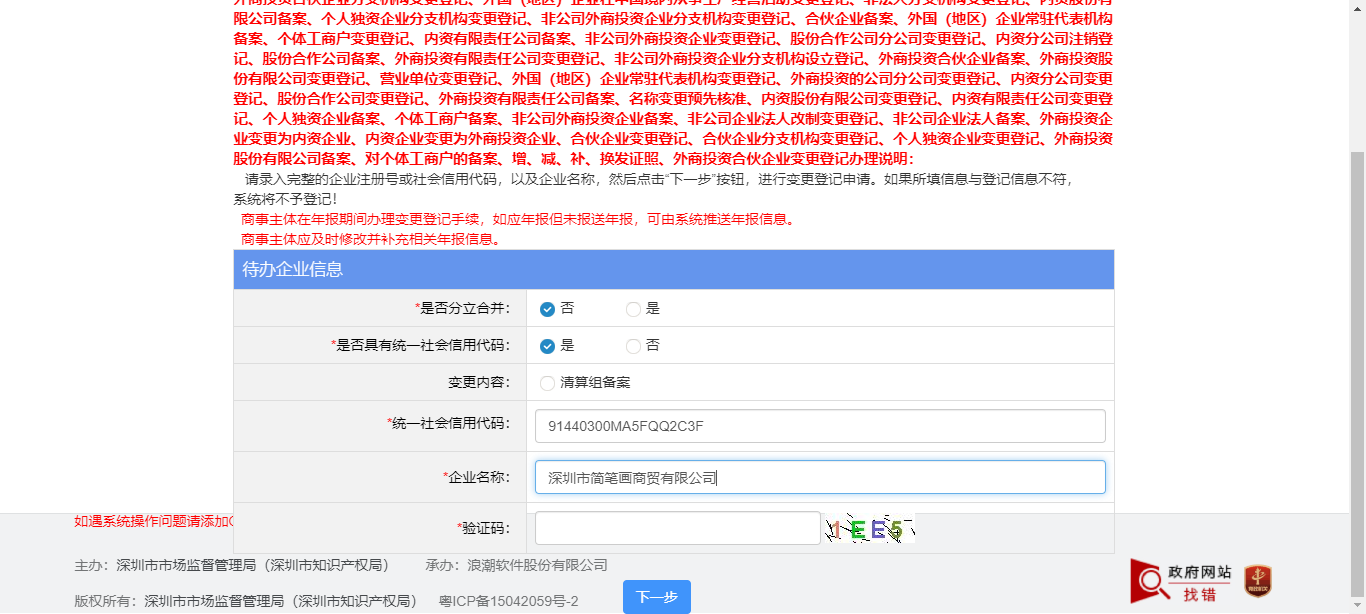 限公司备案、个人独资企业分支机构变更登记、非公司外商投资企业分支机构变更登记、合伙企业备案、外国（地区）企业常驻代表机构
备案、个体工商户变更登记、内资有限责任公司备案、非公司外商投资企业变更登记、股份合作公司分公司变更登记、内资分公司注销登
记、股份合作公司备案、外商投资有限责任公司变更登记、非公司外商投资企业分支机构设立登记、外商投资合伙企业备案、外商投资股
份有限公司变更登记、营业单位变更登记、外国（地区）企业常驻代表机构变更登记、外商投资的公司分公司变更登记、内资分公司变更
登记、股份合作公司变更登记、外商投资有限责任公司备案、名称变更预先核准、内资股份有限公司变更登记、内资有限责任公司变更登
记、个人独资企业备案、个体工商户备案、非公司外商投资企业备案、非公司企业法人改制变更登记、非公司企业法人备案、外商投资企
业变更为内资企业、内资企业变更为外商投资企业、合伙企业变更登记、合伙企业分支机构变更登记、个人独资企业变更登记、外商投资
股份有限公司备案、对个体工商户的备案、增、减、补、换发证照、外商投资合伙企业变更登记办理说明：
请录入完整的企业注册号或社会信用代码，以及企业名称，然后点击“下一步”按钮，进行变更登记申请。如果所填信息与登记信息不符，
系统将不予登记！
商事主体在年报期间办理变更登记手续，如应年报但未报送年报，可由系统推送年报信息。
商事主体应及时修改并补充相关年报信息。
待办企业信息
*是否分立合并： 否 是
*是否具有统一社会信用代码： 是 否
变更内容： 清算组备案
*统一社会信用代码： 91440300MA5FQQ2C3F
*企业名称： 深圳市简笔画商贸有限公司
如遇系统操作问题请添加
*验证码： 1EE5
主办：深圳市市场监督管理局（深圳市知识产权局） 承办：浪潮软件股份有限公司
政府网站
找错
版权所有：深圳市市场监督管理局（深圳市知识产权局） 粤ICP备15042059号-2
下一步